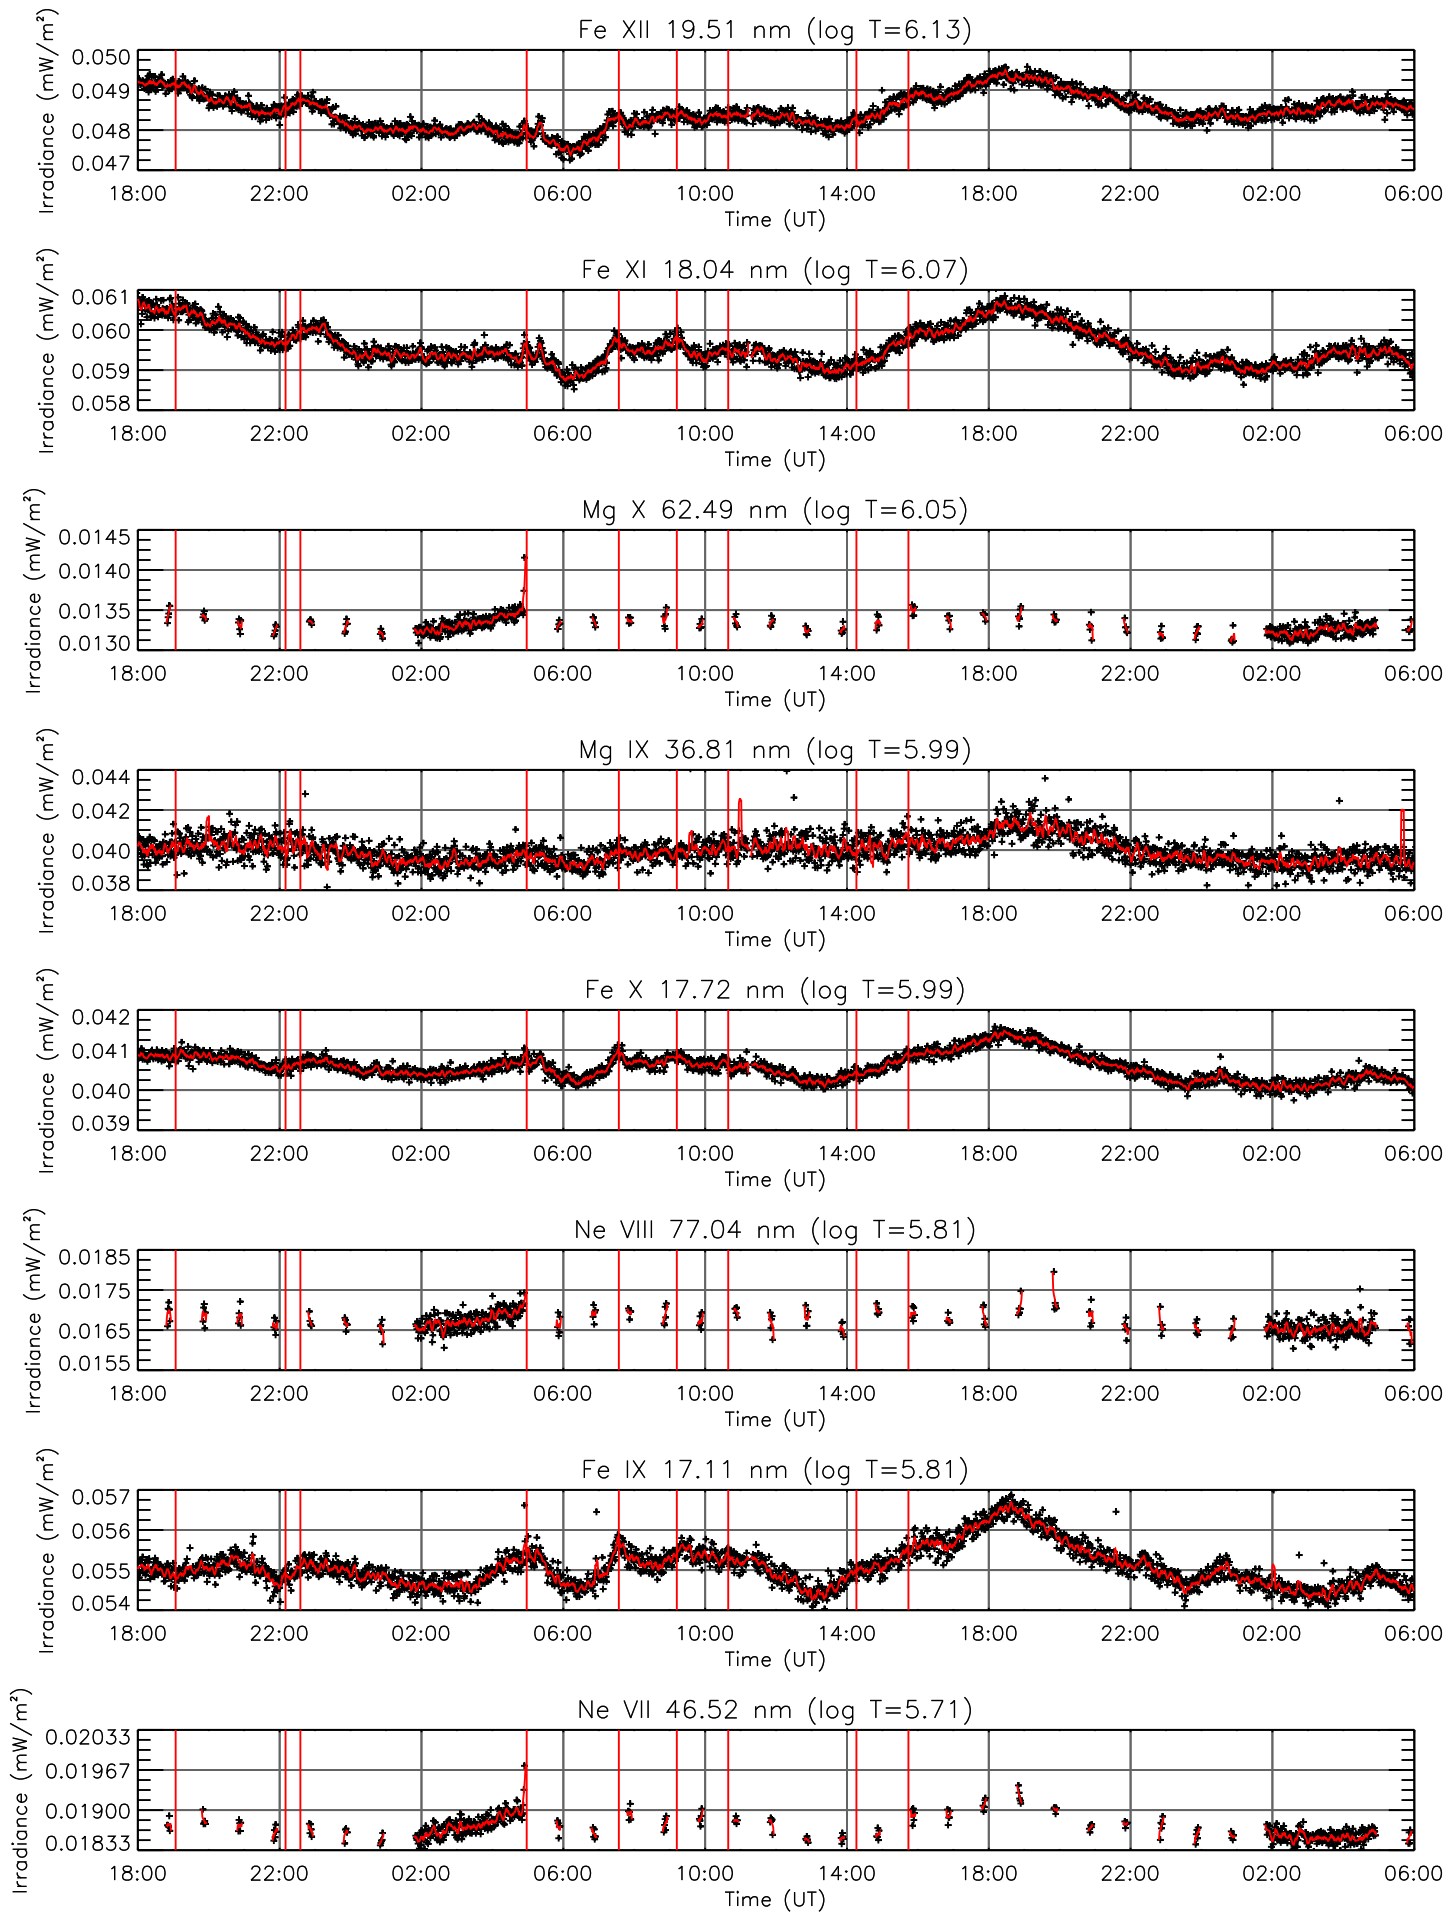 Fe XII 19.51 nm (log T=6.13)
Irradiance (mW/m²)
0.050
0.049
0.048
0.047
18:00 22:00 02:00 06:00 10:00 14:00 18:00 22:00 02:00 06:00
Time (UT)
Fe XI 18.04 nm (log T=6.07)
Irradiance (mW/m²)
0.061
0.060
0.059
0.058
18:00 22:00 02:00 06:00 10:00 14:00 18:00 22:00 02:00 06:00
Time (UT)
Mg X 62.49 nm (log T=6.05)
Irradiance (mW/m²)
0.0145
0.0140
0.0135
0.0130
18:00 22:00 02:00 06:00 10:00 14:00 18:00 22:00 02:00 06:00
Time (UT)
Mg IX 36.81 nm (log T=5.99)
Irradiance (mW/m²)
0.044
0.042
0.040
0.038
18:00 22:00 02:00 06:00 10:00 14:00 18:00 22:00 02:00 06:00
Time (UT)
Fe X 17.72 nm (log T=5.99)
Irradiance (mW/m²)
0.042
0.041
0.040
0.039
18:00 22:00 02:00 06:00 10:00 14:00 18:00 22:00 02:00 06:00
Time (UT)
Ne VIII 77.04 nm (log T=5.81)
Irradiance (mW/m²)
0.0185
0.0175
0.0165
0.0155
18:00 22:00 02:00 06:00 10:00 14:00 18:00 22:00 02:00 06:00
Time (UT)
Fe IX 17.11 nm (log T=5.81)
Irradiance (mW/m²)
0.057
0.056
0.055
0.054
18:00 22:00 02:00 06:00 10:00 14:00 18:00 22:00 02:00 06:00
Time (UT)
Ne VII 46.52 nm (log T=5.71)
Irradiance (mW/m²)
0.02033
0.01967
0.01900
0.01833
18:00 22:00 02:00 06:00 10:00 14:00 18:00 22:00 02:00 06:00
Time (UT)